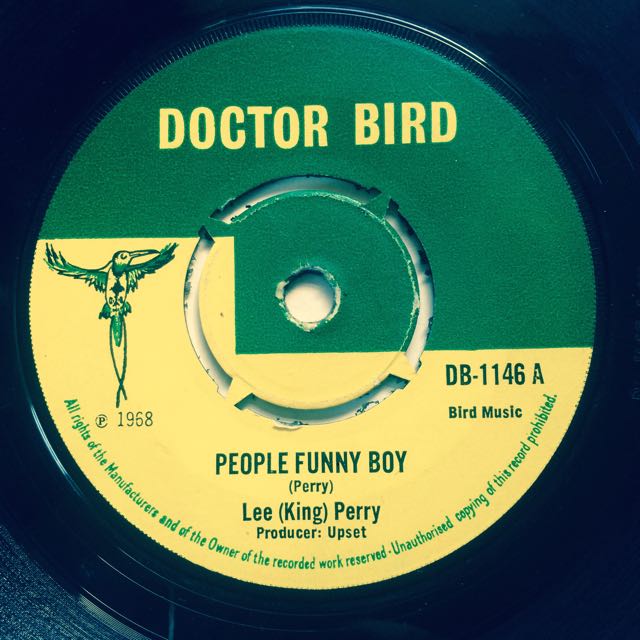 DOCTOR BIRD
DB-1146 A
Bird Music
℗ 1968
PEOPLE FUNNY BOY
(Perry)
Lee (King) Perry
Producer: Upset
All rights of the Manufacturers and of the Owner of the recorded work reserved · Unauthorised copying of this record prohibited.